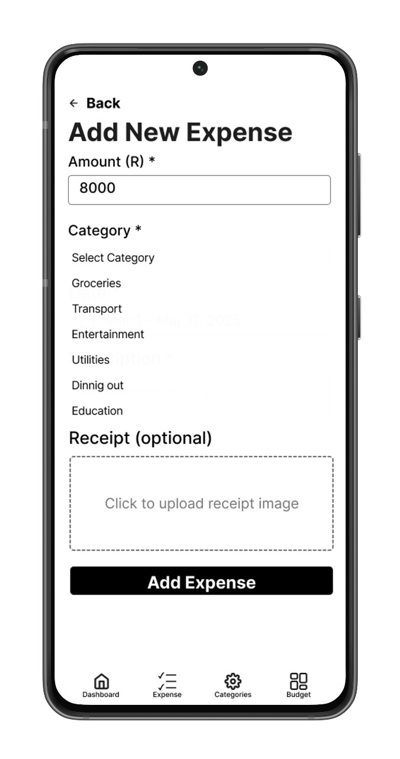 ← Back
Add New Expense
Amount (R) *
8000
Category *
Select Category
Groceries
Transport
Entertainment
Utilities
Dinnig out
Education
Receipt (optional)
Click to upload receipt image
Add Expense
Dashboard Expense Categories Budget